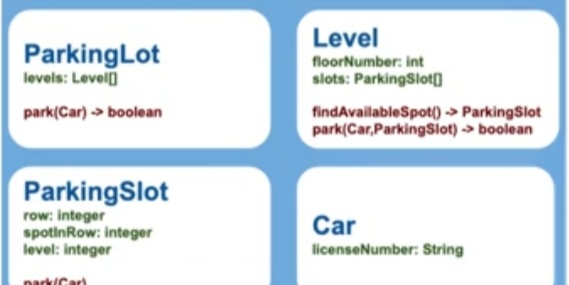 ParkingLot
levels: Level[]
park(Car) -> boolean
Level
floorNumber: int
slots: ParkingSlot[]
findAvailableSpot() -> ParkingSlot
park(Car,ParkingSlot) -> boolean
ParkingSlot
row: integer
spotInRow: integer
level: integer
park(Car)
Car
licenseNumber: String